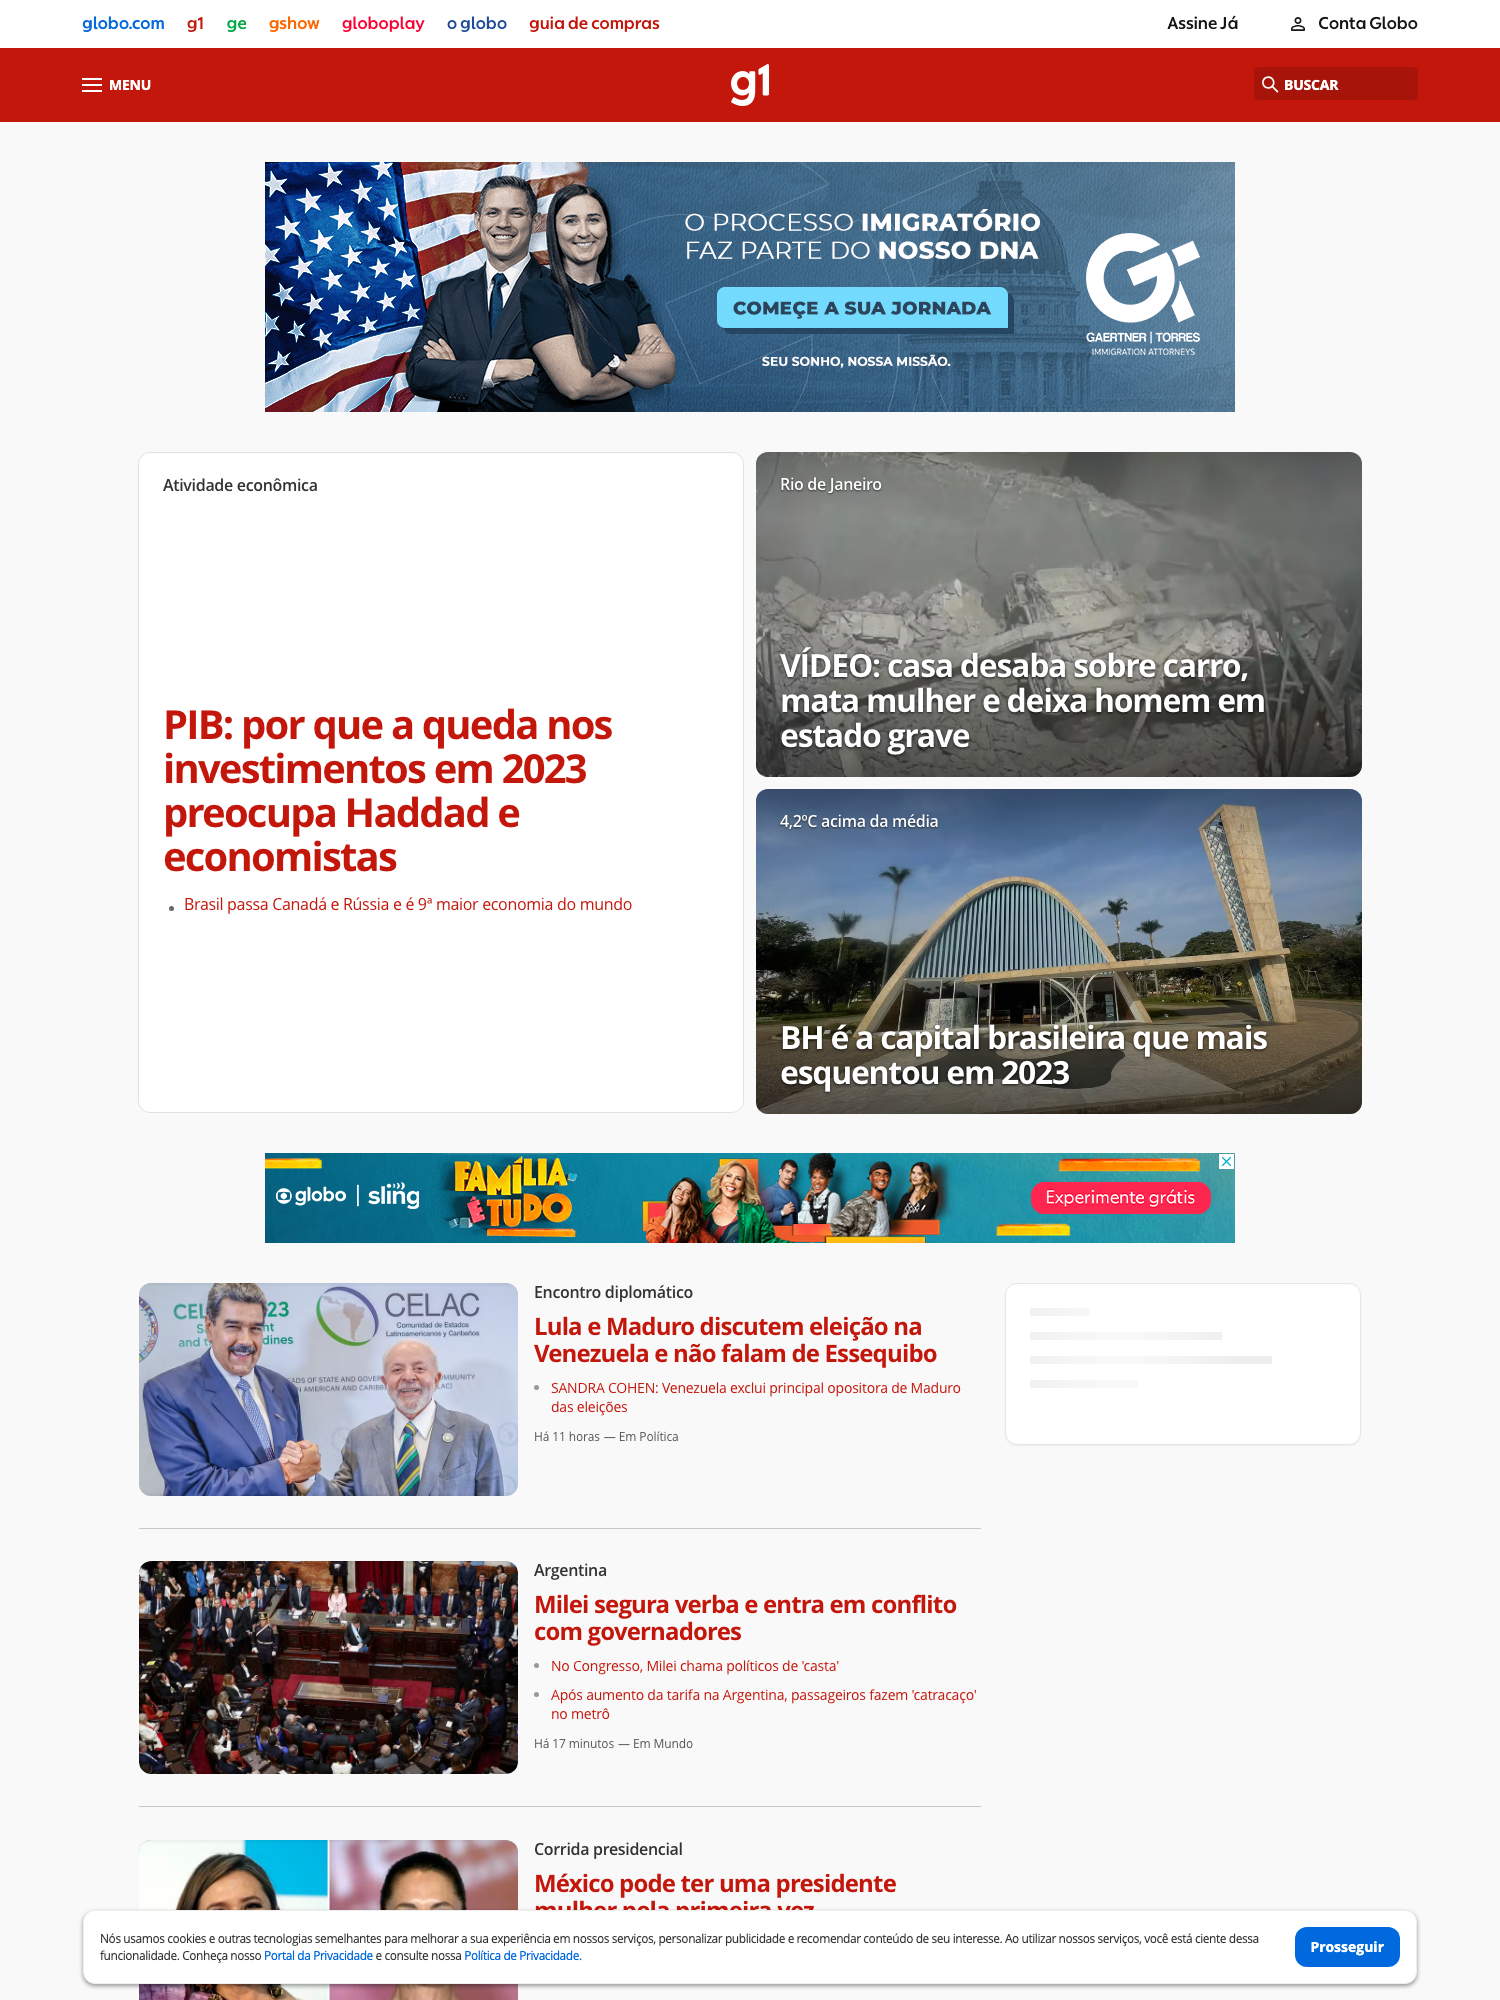 globo.com g1 ge gshow globoplay o globo guia de compras Assine Já Conta Globo
MENU g1 BUSCAR
O PROCESSO IMIGRATÓRIO
FAZ PARTE DO NOSSO DNA
COMEÇE A SUA JORNADA
SEU SONHO, NOSSA MISSÃO.
GAERTNER | TORRES
IMMIGRATION ATTORNEYS
Atividade econômica
PIB: por que a queda nos
investimentos em 2023
preocupa Haddad e
economistas
Brasil passa Canadá e Rússia e é 9ª maior economia do mundo
Rio de Janeiro
VÍDEO: casa desaba sobre carro,
mata mulher e deixa homem em
estado grave
4,2ºC acima da média
BH é a capital brasileira que mais
esquentou em 2023
globo | sling
FAMÍLIA
É TUDO
Experimente grátis
CELAC
Comunidad de Estados
Latinoamericanos y Caribeños
Encontro diplomático
Lula e Maduro discutem eleição na
Venezuela e não falam de Essequibo
SANDRA COHEN: Venezuela exclui principal opositora de Maduro
das eleições
Há 11 horas — Em Política
Argentina
Milei segura verba e entra em conflito
com governadores
No Congresso, Milei chama políticos de 'casta'
Após aumento da tarifa na Argentina, passageiros fazem 'catracaço'
no metrô
Há 17 minutos — Em Mundo
Corrida presidencial
México pode ter uma presidente
mulher pela primeira vez
Nós usamos cookies e outras tecnologias semelhantes para melhorar a sua experiência em nossos serviços, personalizar publicidade e recomendar conteúdo de seu interesse. Ao utilizar nossos serviços, você está ciente dessa
funcionalidade. Conheça nosso Portal da Privacidade e consulte nossa Política de Privacidade.
Prosseguir